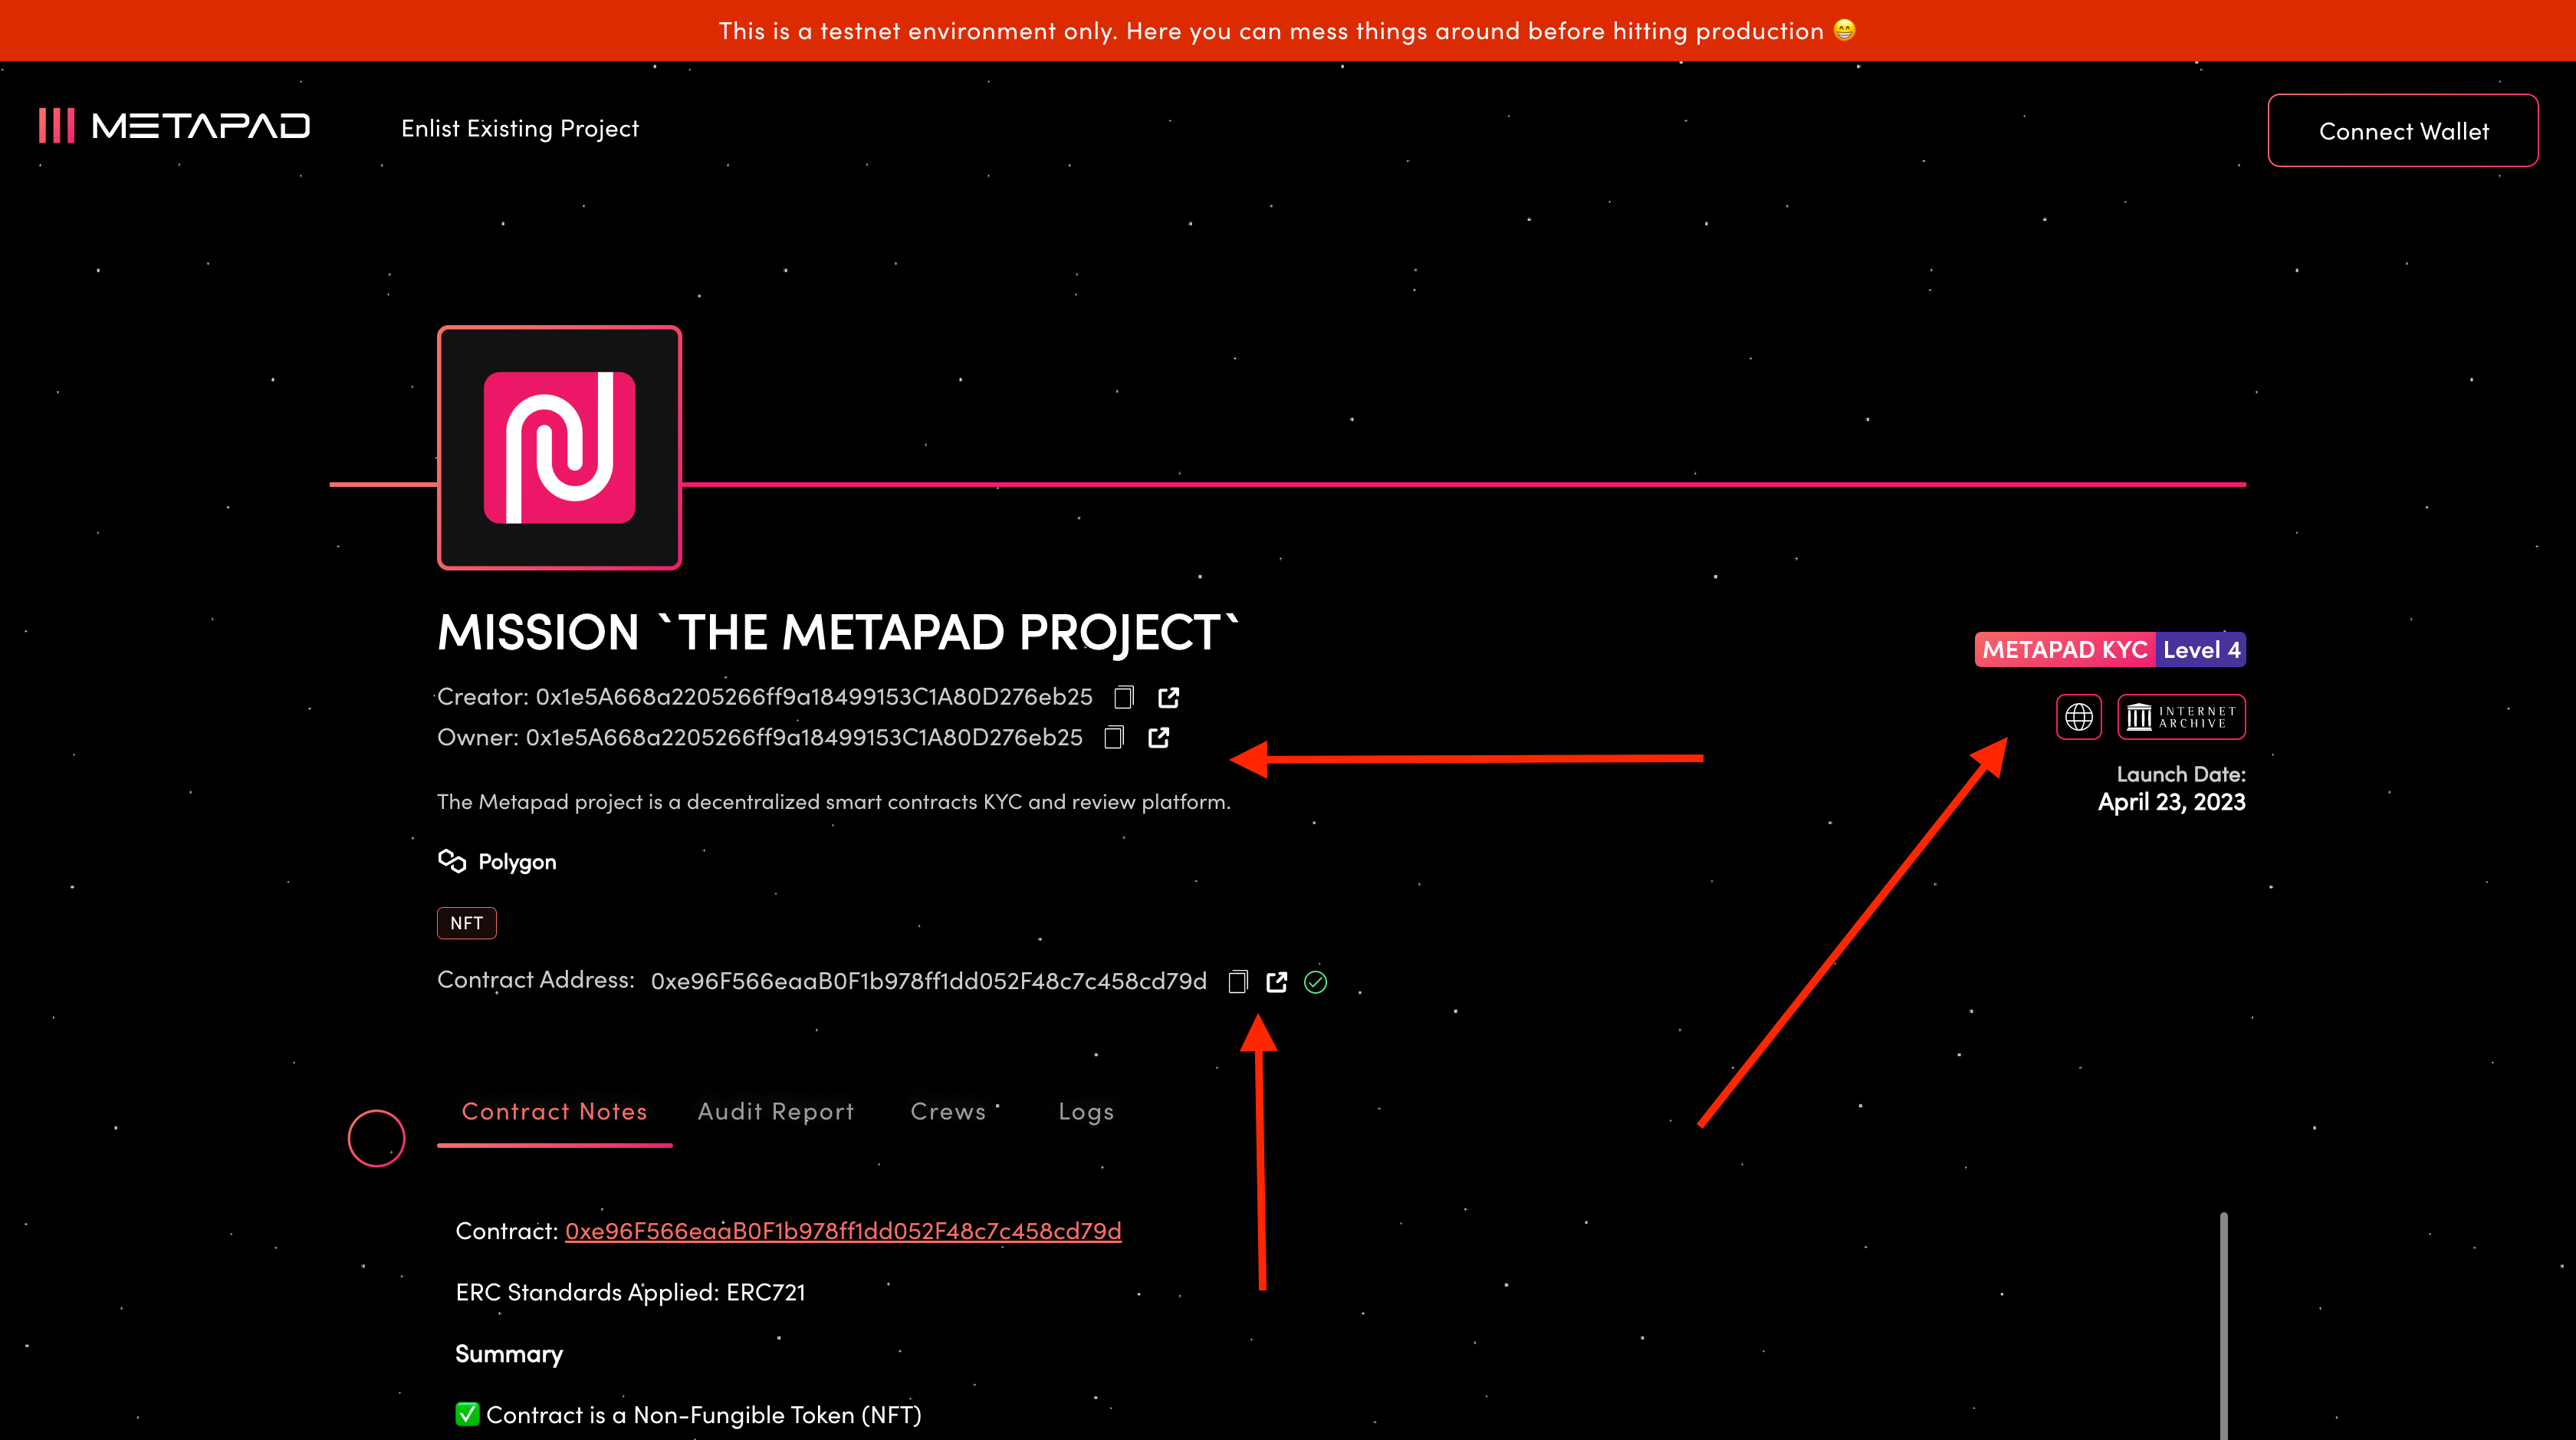 This is a testnet environment only. Here you can mess things around before hitting production 😁
METAPAD
Enlist Existing Project
Connect Wallet
MISSION `THE METAPAD PROJECT`
METAPAD KYC Level 4
Creator: 0x1e5A668a2205266ff9a18499153C1A80D276eb25
Owner: 0x1e5A668a2205266ff9a18499153C1A80D276eb25
INTERNET
ARCHIVE
Launch Date:
April 23, 2023
The Metapad project is a decentralized smart contracts KYC and review platform.
Polygon
NFT
Contract Address: 0xe96F566eaaB0F1b978ff1dd052F48c7c458cd79d
Contract Notes Audit Report Crews Logs
Contract: 0xe96F566eaaB0F1b978ff1dd052F48c7c458cd79d
ERC Standards Applied: ERC721
Summary
✅ Contract is a Non-Fungible Token (NFT)